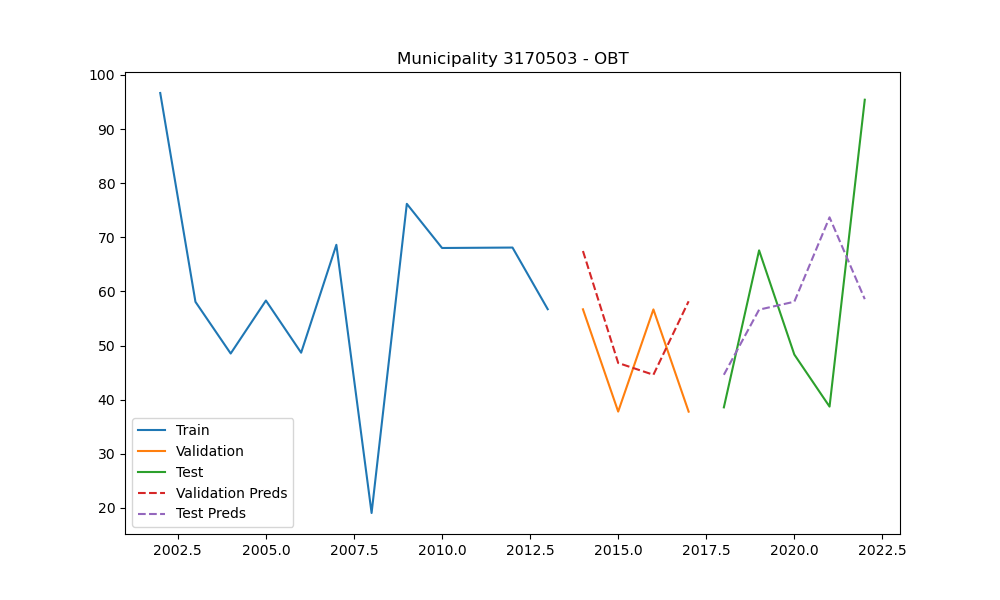 Municipality 3170503 - OBT
100
90
80
70
60
50
40
30
20
Train
Validation
Test
Validation Preds
Test Preds
2002.5 2005.0 2007.5 2010.0 2012.5 2015.0 2017.5 2020.0 2022.5